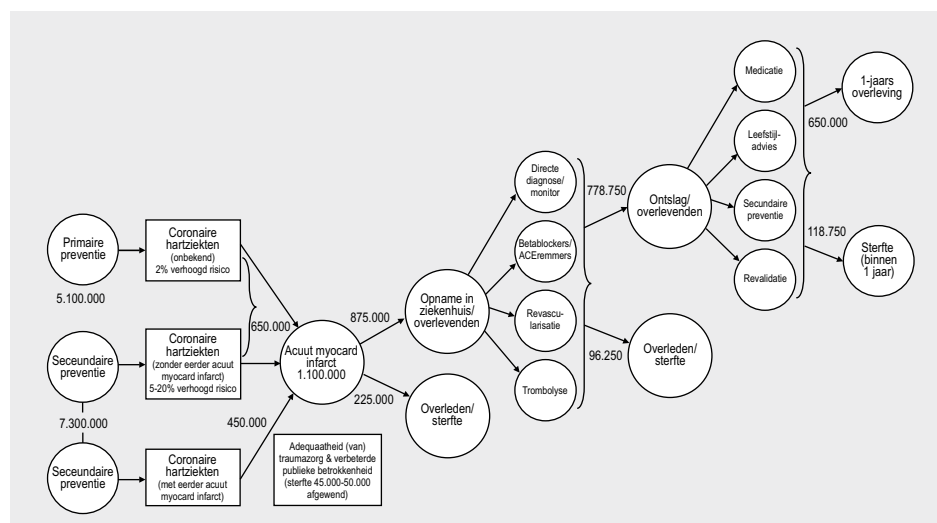 Primaire
preventie
5.100.000
Coronaire
hartziekten
(onbekend)
2% verhoogd risico
Seceundaire
preventie
Coronaire
hartziekten
(zonder eerder acuut
myocard infarct)
5-20% verhoogd risico
7.300.000
Seceundaire
preventie
Coronaire
hartziekten
(met eerder acuut
myocard infarct)
650.000
450.000
Acuut myocard
infarct
1.100.000
Adequaatheid (van)
traumazorg & verbeterde
publieke betrokkenheid
(sterfte 45.000-50.000
afgewend)
875.000
225.000
Opname in
ziekenhuis/
overlevenden
Overleden/
sterfte
Directe
diagnose/
monitor
Betablockers/
ACEremmers
Revascu-
larisatie
Trombolyse
778.750
96.250
Ontslag/
overlevenden
Overleden/
sterfte
Medicatie
Leefstijl-
advies
Secundaire
preventie
Revalidatie
650.000
118.750
1-jaars
overleving
Sterfte
(binnen
1 jaar)